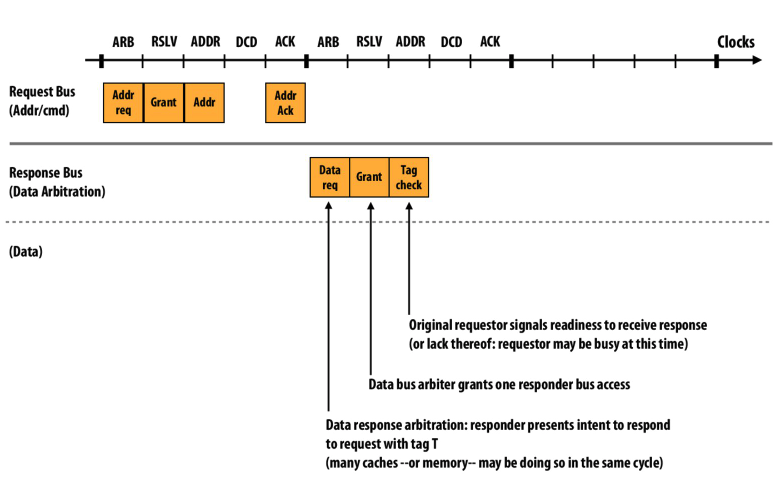 ARB RSLV ADDR DCD ACK ARB RSLV ADDR DCD ACK Clocks
Request Bus
(Addr/cmd)
Addr
req
Grant
Addr
Addr
Ack
Response Bus
(Data Arbitration)
Data
req
Grant
Tag
check
(Data)
Original requestor signals readiness to receive response
(or lack thereof: requestor may be busy at this time)
Data bus arbiter grants one responder bus access
Data response arbitration: responder presents intent to respond
to request with tag T
(many caches --or memory-- may be doing so in the same cycle)